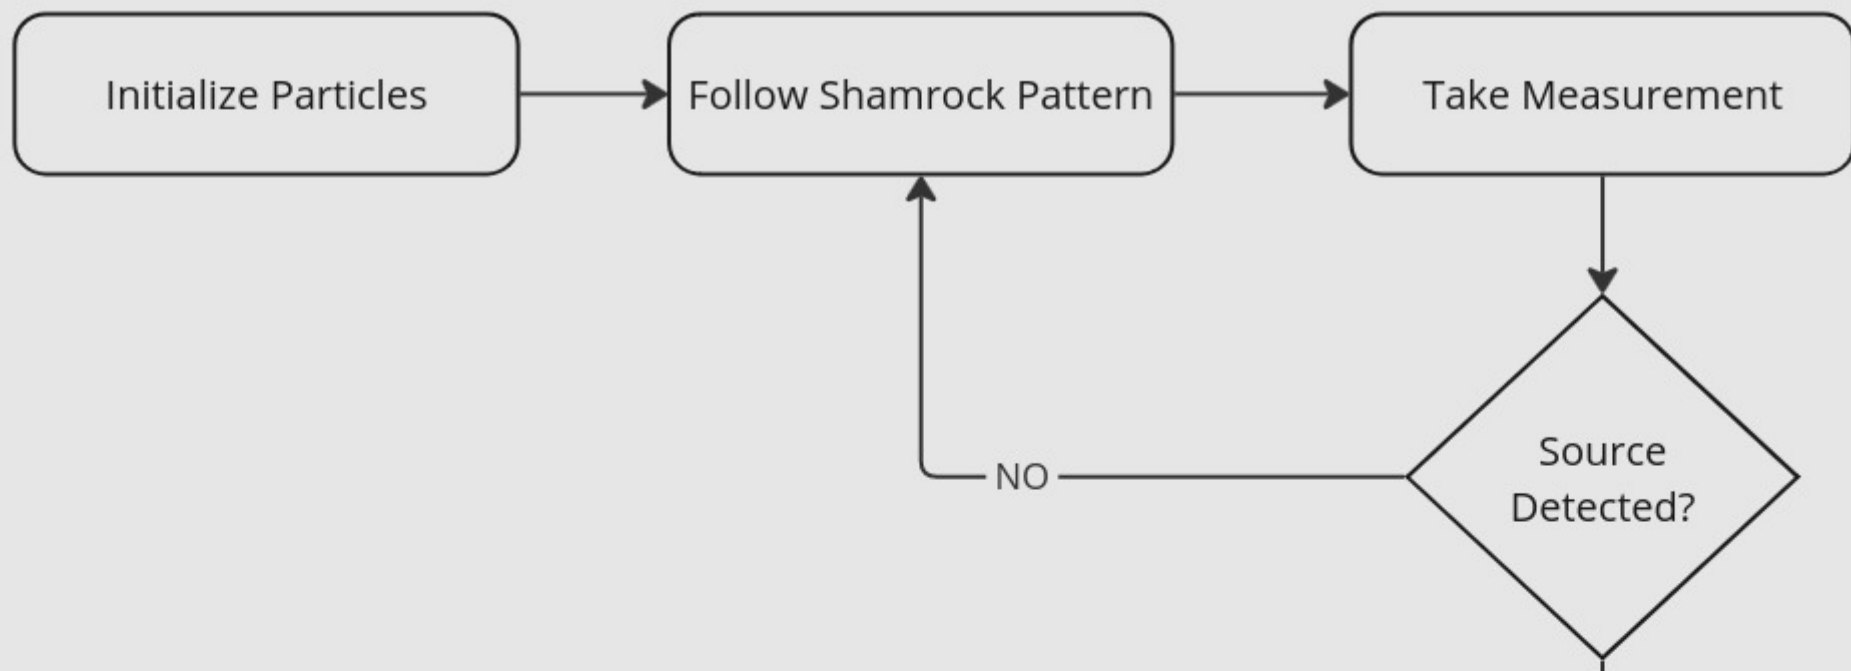 Initialize Particles
Follow Shamrock Pattern
Take Measurement
NO
Source
Detected?